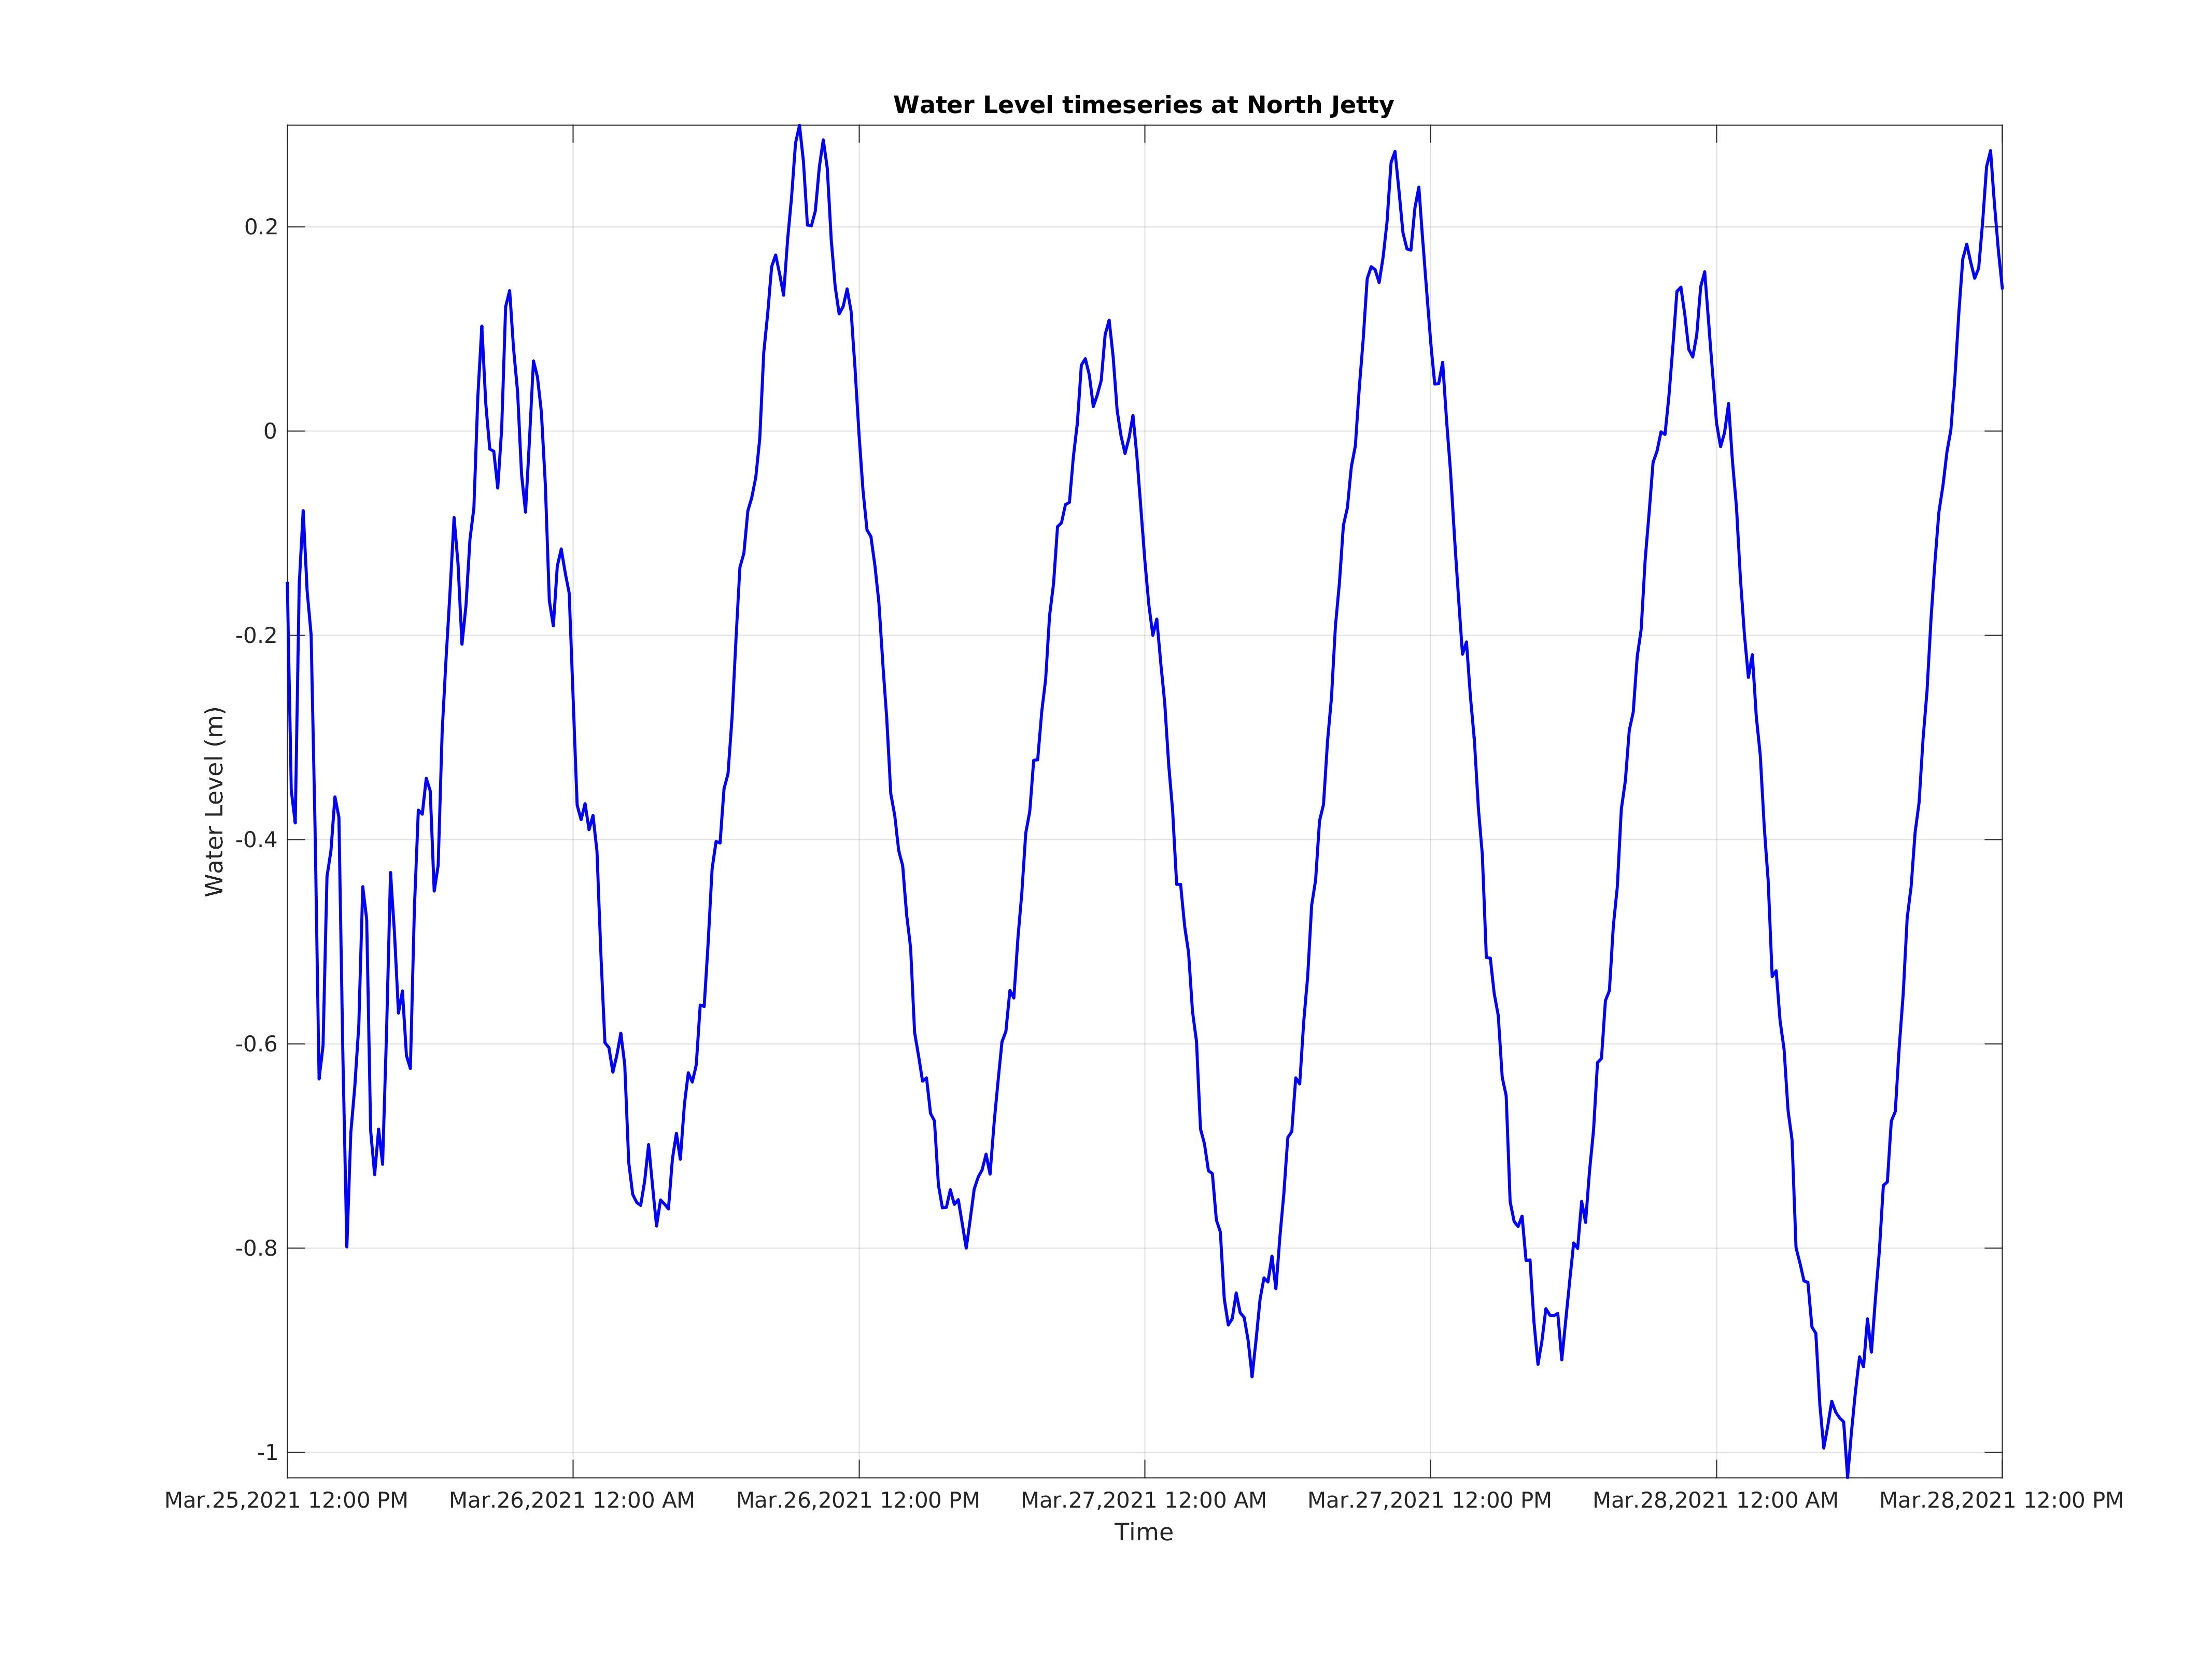 Water Level timeseries at North Jetty
0.2
0
-0.2
-0.4
-0.6
-0.8
-1
Water Level (m)
Mar.25,2021 12:00 PM Mar.26,2021 12:00 AM Mar.26,2021 12:00 PM Mar.27,2021 12:00 AM Mar.27,2021 12:00 PM Mar.28,2021 12:00 AM Mar.28,2021 12:00 PM
Time